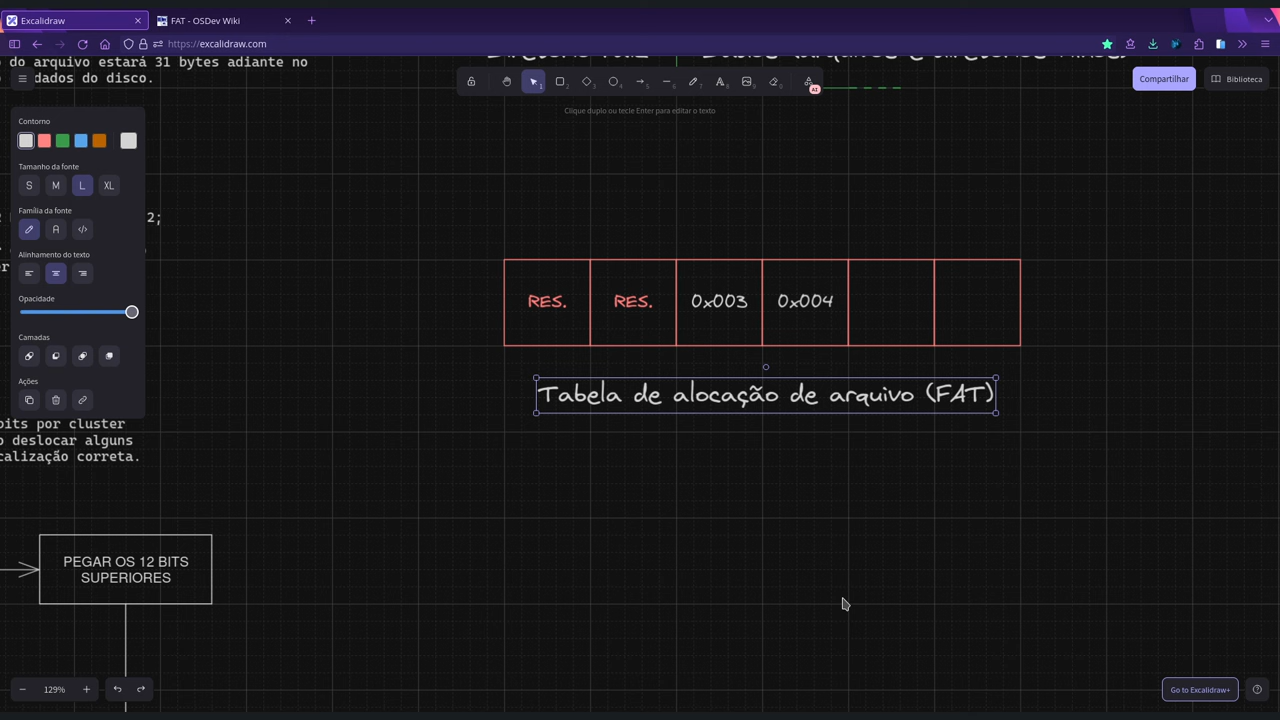 Excalidraw
FAT - OSDev Wiki
https://excalidraw.com
do arquivo estará 31 bytes adiante no
dados do disco.
Compartilhar
Biblioteca
AI
Clique duplo ou tecle Enter para editar o texto
Contorno
Tamanho da fonte
S M L XL
2;
Família da fonte
A </>
Alinhamento do texto
Opacidade
Camadas
Ações
RES. RES. 0x003 0x004
Tabela de alocação de arquivo (FAT)
bits por cluster
o deslocar alguns
calização correta.
PEGAR OS 12 BITS
SUPERIORES
129%
Go to Excalidraw+